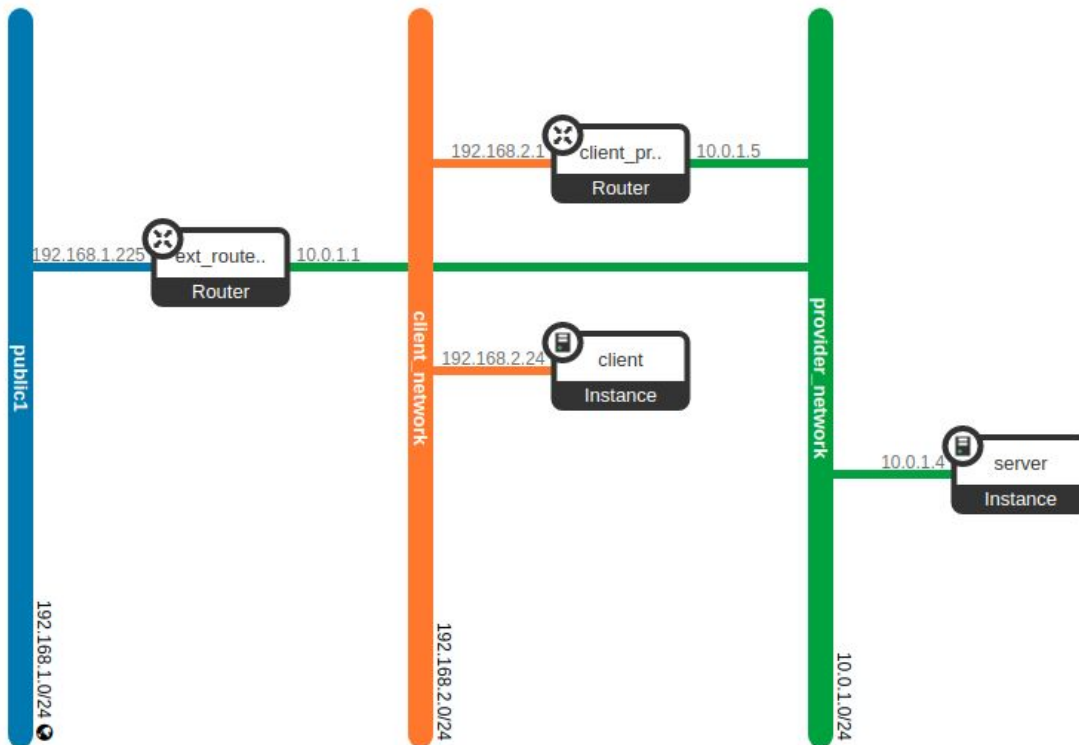 192.168.2.1
client_pr..
Router
10.0.1.5
192.168.1.225
ext_route..
Router
10.0.1.1
public1
client_network
provider_network
192.168.2.24
client
Instance
10.0.1.4
server
Instance
192.168.1.0/24
192.168.2.0/24
10.0.1.0/24